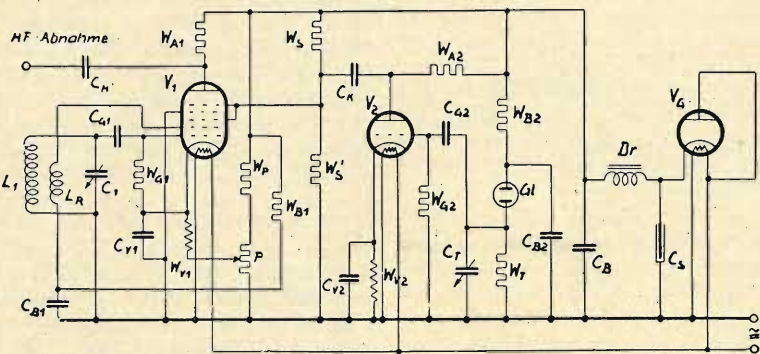 HF Abnahme
C_K
W_A1
V_1
W_S
C_K
W_A2
V_2
C_G2
W_B2
V_G
Dr
C_G1
L_1
L_R
C_1
W_G1
W_P
W_B1
W_S'
W_G2
Gl
C_V1
W_V1
P
C_V2
W_V2
C_T
W_T
C_B2
C_B
C_S
C_B1